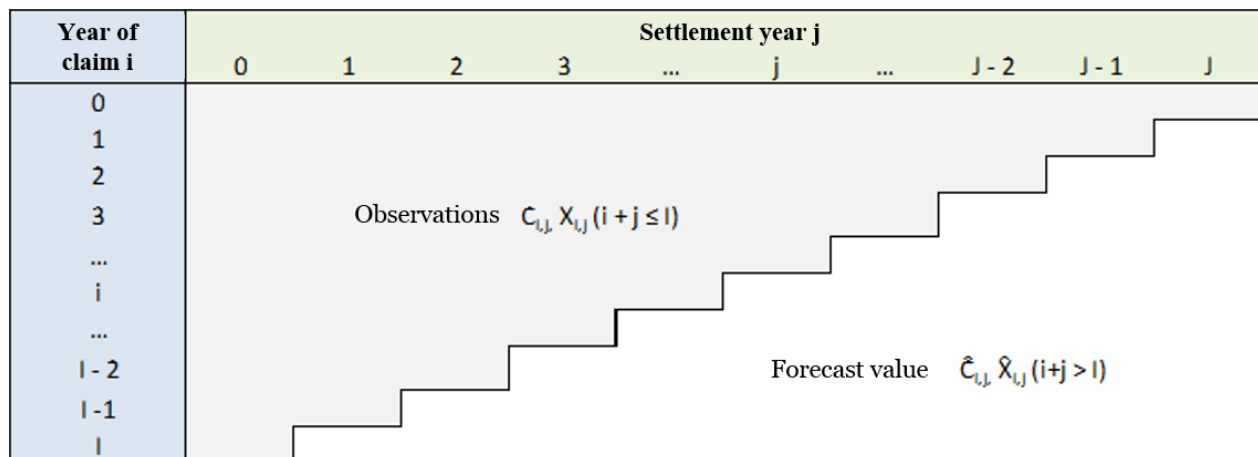 Year of claim i
Settlement year j
0 1 2 3 ... j ... J - 2 J - 1 J
0
1
2
3
...
i
...
I - 2
I -1
I
Observations C_{i,j}, X_{i,j} (i + j ≤ I)
Forecast value Ĉ_{i,j}, X̂_{i,j} (i+j > I)